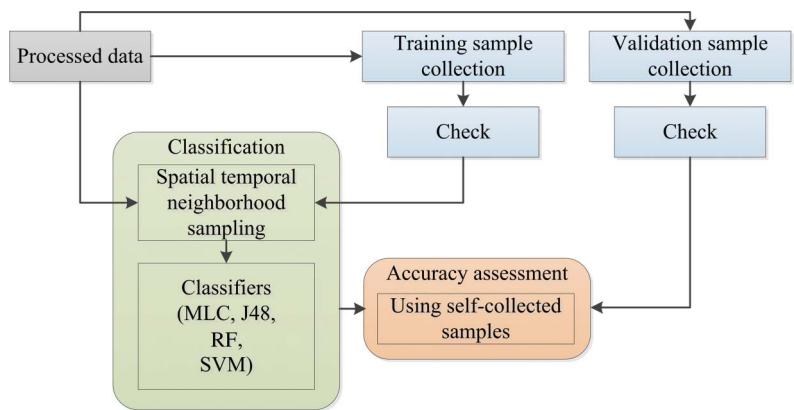 Processed data
Training sample
collection
Validation sample
collection
Check
Check
Classification
Spatial temporal
neighborhood
sampling
Classifiers
(MLC, J48,
RF,
SVM)
Accuracy assessment
Using self-collected
samples